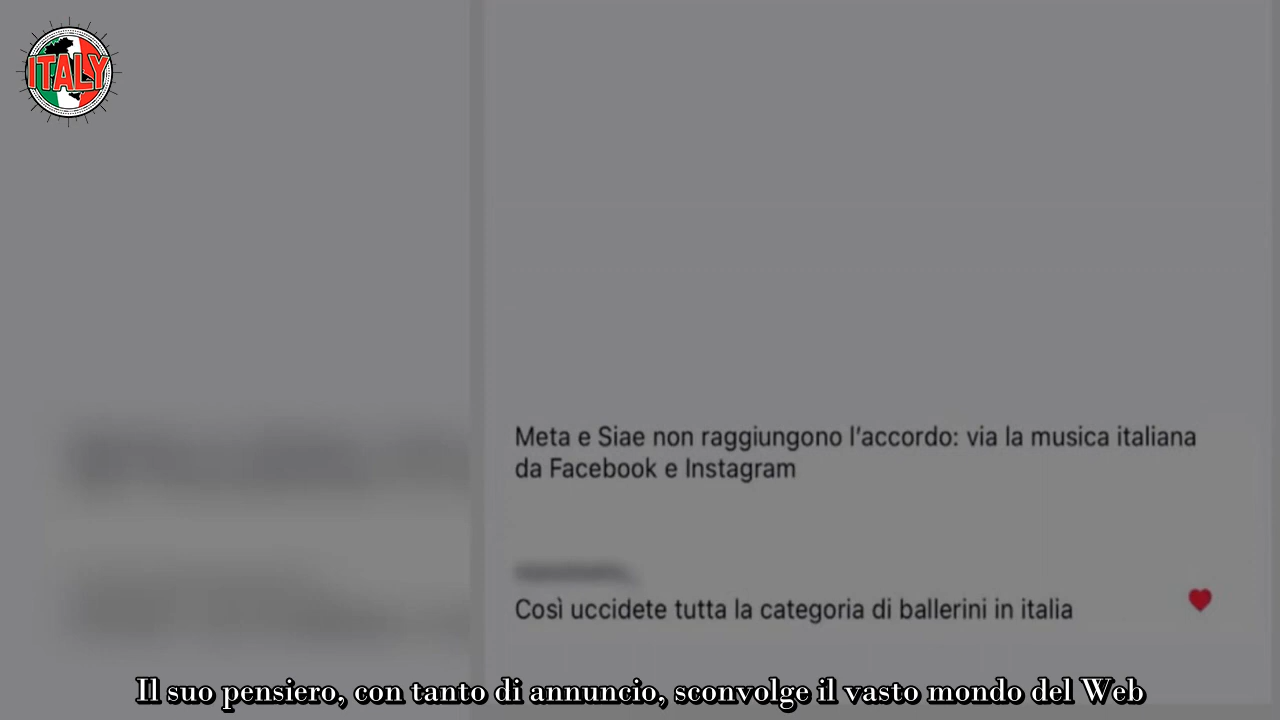 ITALY
Meta e Siae non raggiungono l'accordo: via la musica italiana
da Facebook e Instagram
Così uccidete tutta la categoria di ballerini in italia
Il suo pensiero, con tanto di annuncio, sconvolge il vasto mondo del Web